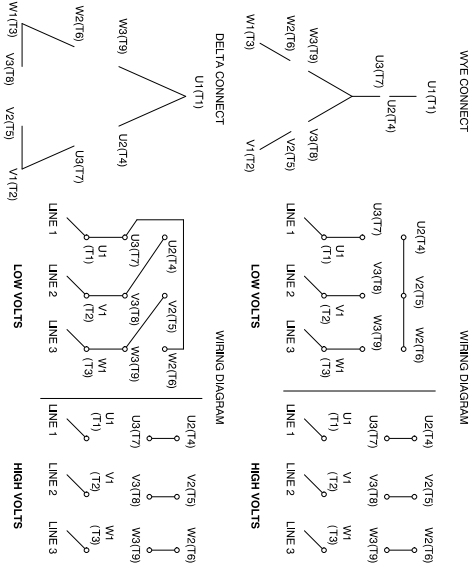 WYE CONNECT
W1(T3)
W2(T6)
W3(T9)
U3(T7)
U2(T4)
U1(T1)
V3(T8)
V2(T5)
V1(T2)
WIRING DIAGRAM
U2(T4) V2(T5) W2(T6)
U3(T7) V3(T8) W3(T9)
U1 (T1) V1 (T2) W1 (T3)
LINE 1 LINE 2 LINE 3
LOW VOLTS
U2(T4) V2(T5) W2(T6)
U3(T7) V3(T8) W3(T9)
U1 (T1) V1 (T2) W1 (T3)
LINE 1 LINE 2 LINE 3
HIGH VOLTS
DELTA CONNECT
U1(T1)
W3(T9)
U2(T4)
W2(T6)
U3(T7)
W1(T3)
V3(T8)
V2(T5)
V1(T2)
WIRING DIAGRAM
U2(T4) V2(T5) W2(T6)
U3(T7) V3(T8) W3(T9)
U1 (T1) V1 (T2) W1 (T3)
LINE 1 LINE 2 LINE 3
LOW VOLTS
U2(T4) V2(T5) W2(T6)
U3(T7) V3(T8) W3(T9)
U1 (T1) V1 (T2) W1 (T3)
LINE 1 LINE 2 LINE 3
HIGH VOLTS